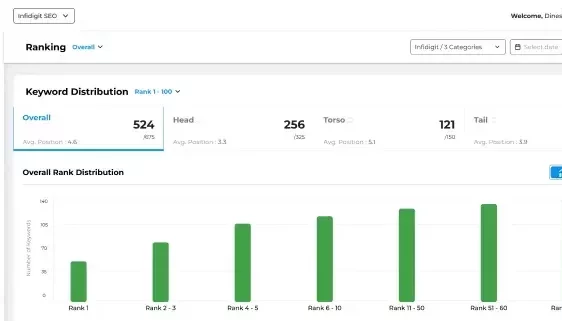 Infidigit SEO
Welcome, Dines
Ranking Overall
Infidigit / 3 Categories
Select date
Keyword Distribution Rank 1 - 100
Overall
524
/675
Avg. Position : 4.6
Head
256
/325
Avg. Position : 3.3
Torso
121
/150
Avg. Position : 5.1
Tail
Avg. Position : 3.9
Overall Rank Distribution
Number of keywords
140
105
70
35
0
Rank 1
Rank 2 - 3
Rank 4 - 5
Rank 6 - 10
Rank 11 - 50
Rank 51 - 60